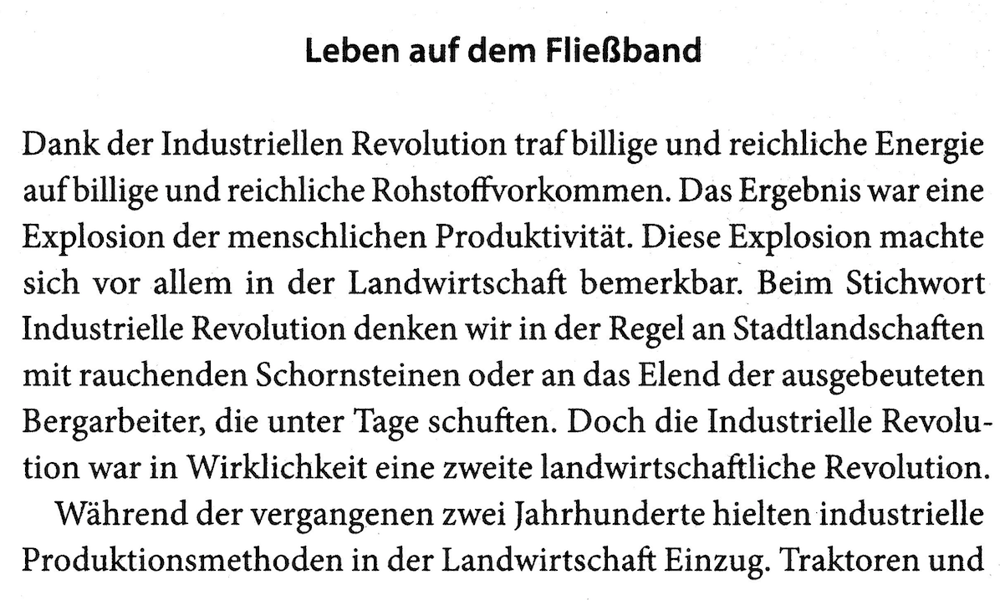 Leben auf dem Fließband
Dank der Industriellen Revolution traf billige und reichliche Energie
auf billige und reichliche Rohstoffvorkommen. Das Ergebnis war eine
Explosion der menschlichen Produktivität. Diese Explosion machte
sich vor allem in der Landwirtschaft bemerkbar. Beim Stichwort
Industrielle Revolution denken wir in der Regel an Stadtlandschaften
mit rauchenden Schornsteinen oder an das Elend der ausgebeuteten
Bergarbeiter, die unter Tage schuften. Doch die Industrielle Revolu-
tion war in Wirklichkeit eine zweite landwirtschaftliche Revolution.
Während der vergangenen zwei Jahrhunderte hielten industrielle
Produktionsmethoden in der Landwirtschaft Einzug. Traktoren und